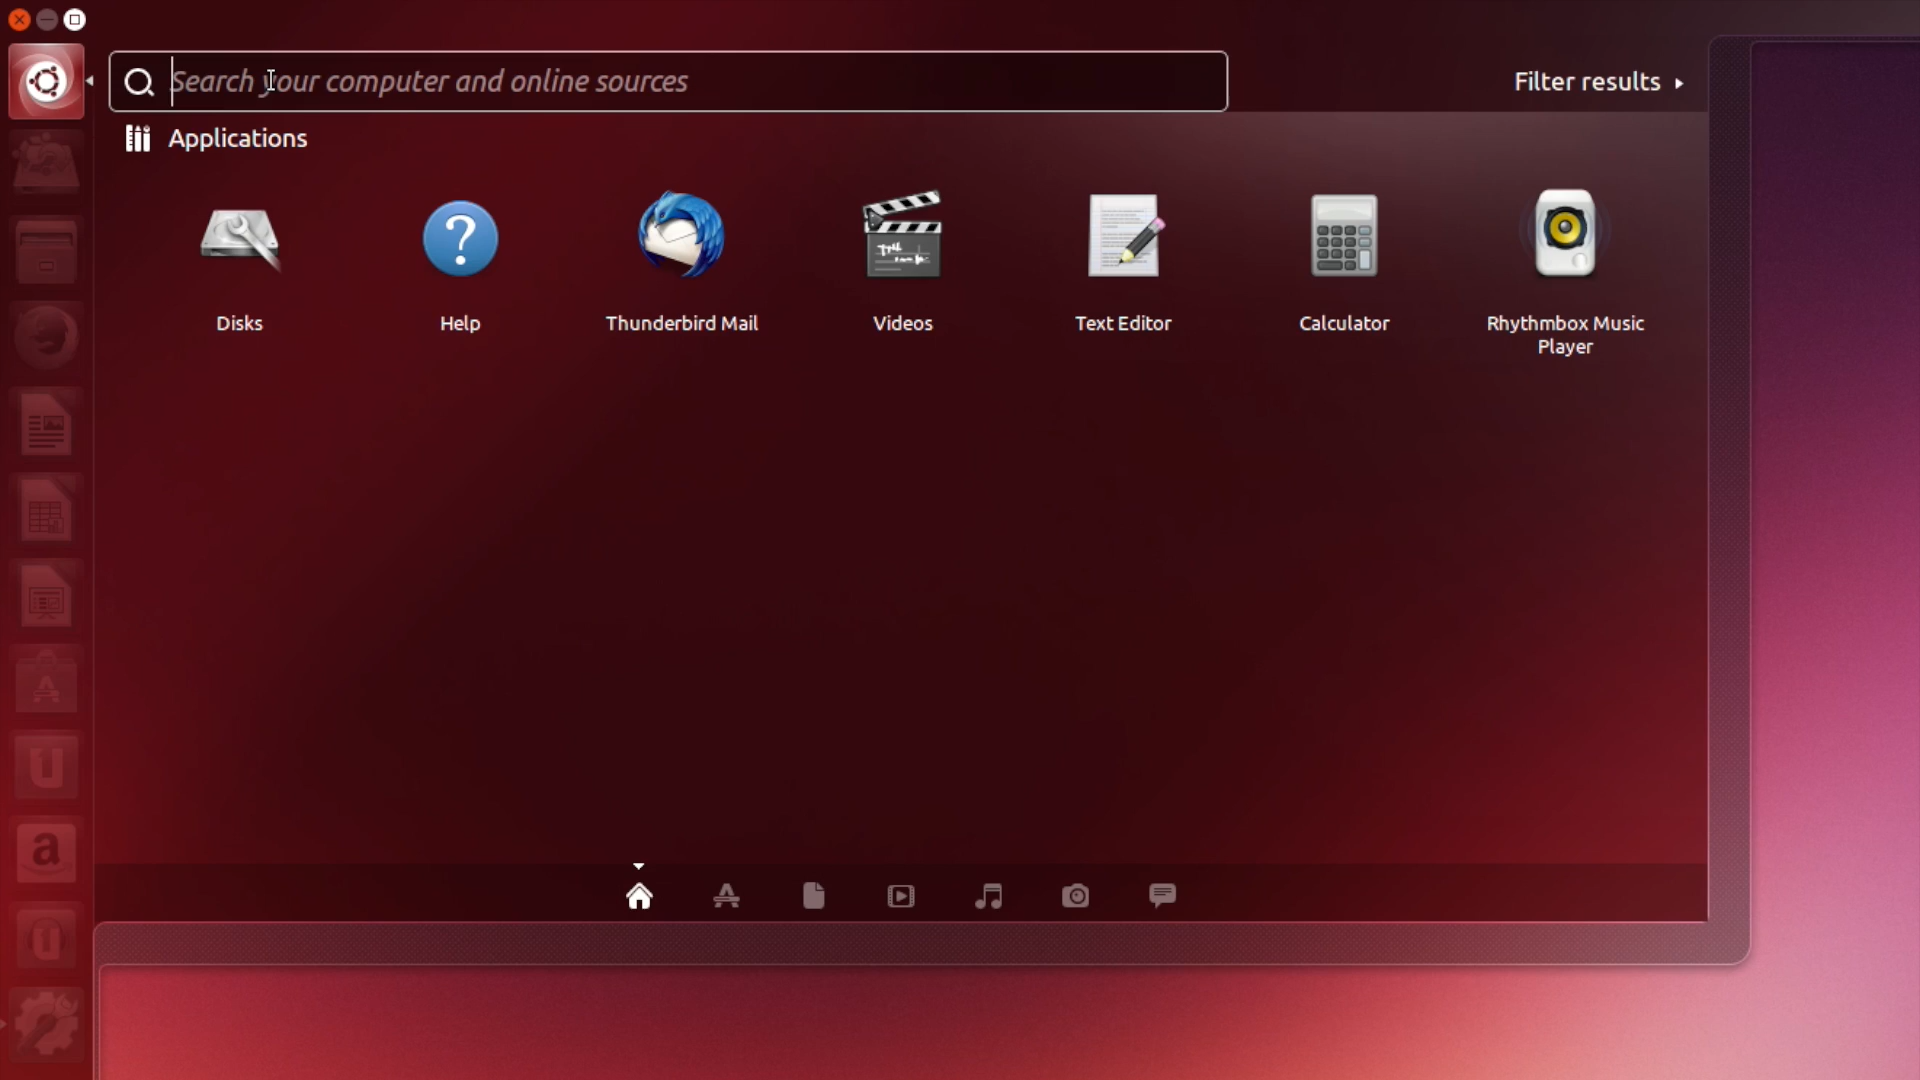 Search your computer and online sources
Filter results
Applications
Disks
Help
Thunderbird Mail
Videos
Text Editor
Calculator
Rhythmbox Music
Player